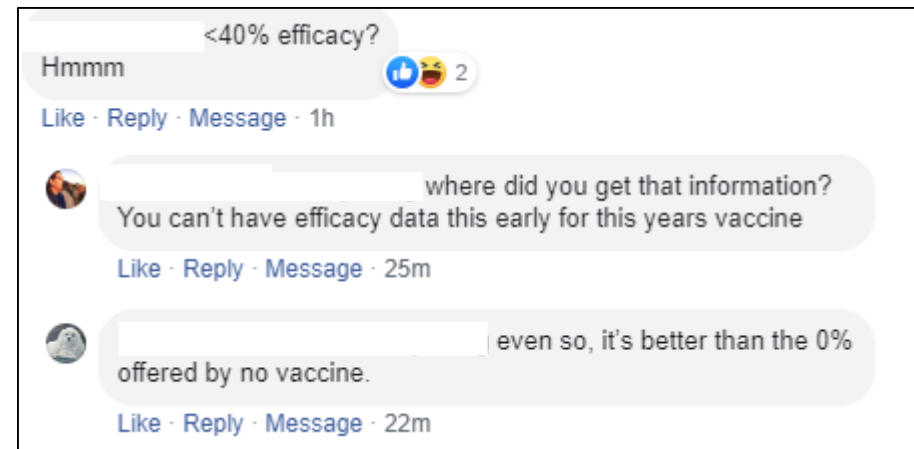 <40% efficacy?
Hmmm
2
Like · Reply · Message · 1h
where did you get that information?
You can't have efficacy data this early for this years vaccine
Like · Reply · Message · 25m
even so, it's better than the 0%
offered by no vaccine.
Like · Reply · Message · 22m